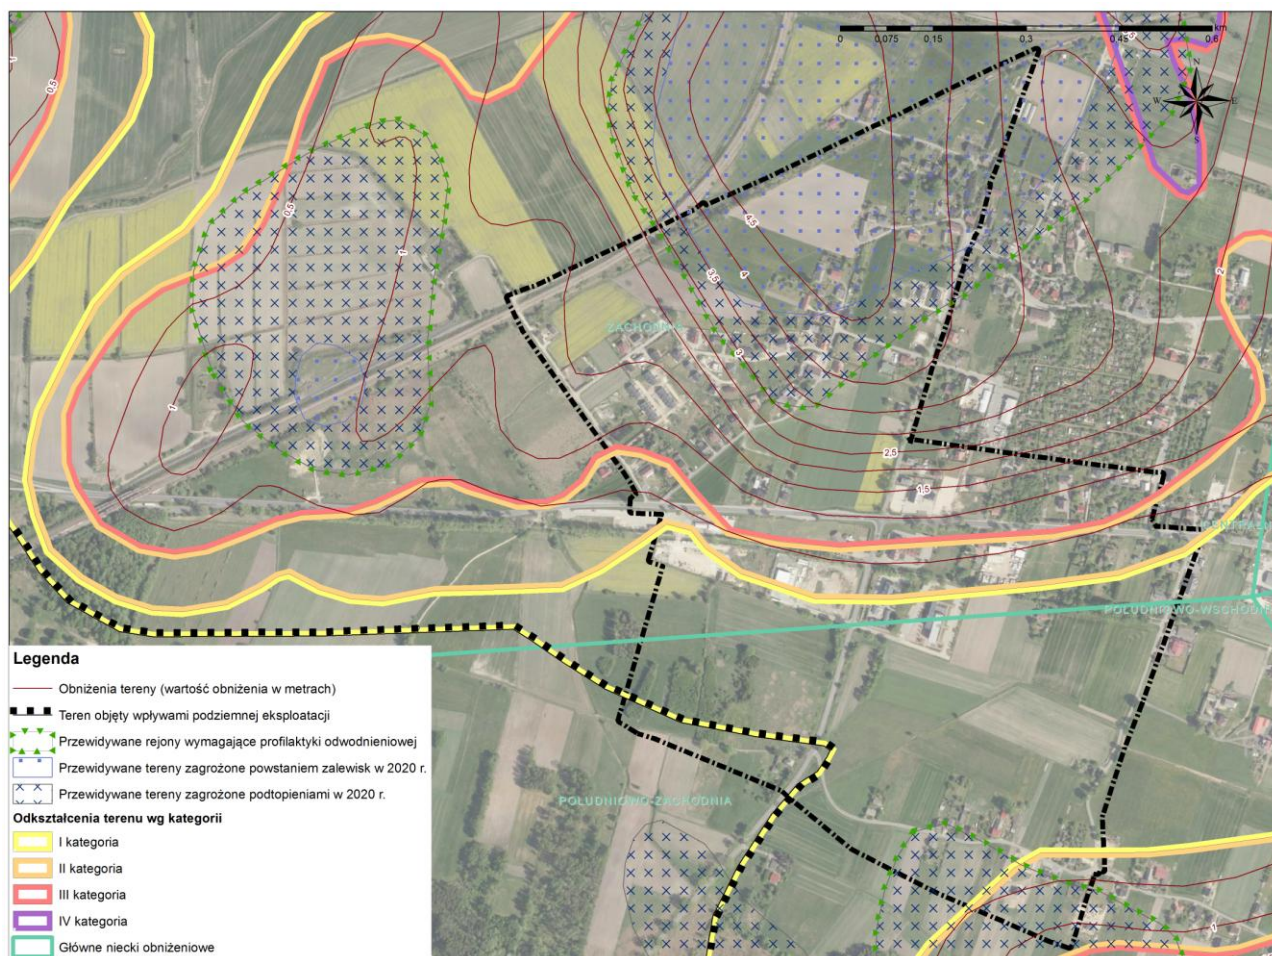 0 0,075 0,15 0,3 0,45 0,6
km
N
W E
S
0,5
0,5
1
1
4,5
4
3,5
3
2
2,5
1,5
1
ZACHODNIA
POŁUDNIOWO-WSCHODN
POŁUDNIOWO-ZACHODNIA
Legenda
Obniżenia tereny (wartość obniżenia w metrach)
Teren objęty wpływami podziemnej eksploatacji
Przewidywane rejony wymagające profilaktyki odwodnieniowej
Przewidywane tereny zagrożone powstaniem zalewisk w 2020 r.
Przewidywane tereny zagrożone podtopieniami w 2020 r.
Odkształcenia terenu wg kategorii
I kategoria
II kategoria
III kategoria
IV kategoria
Główne niecki obniżeniowe